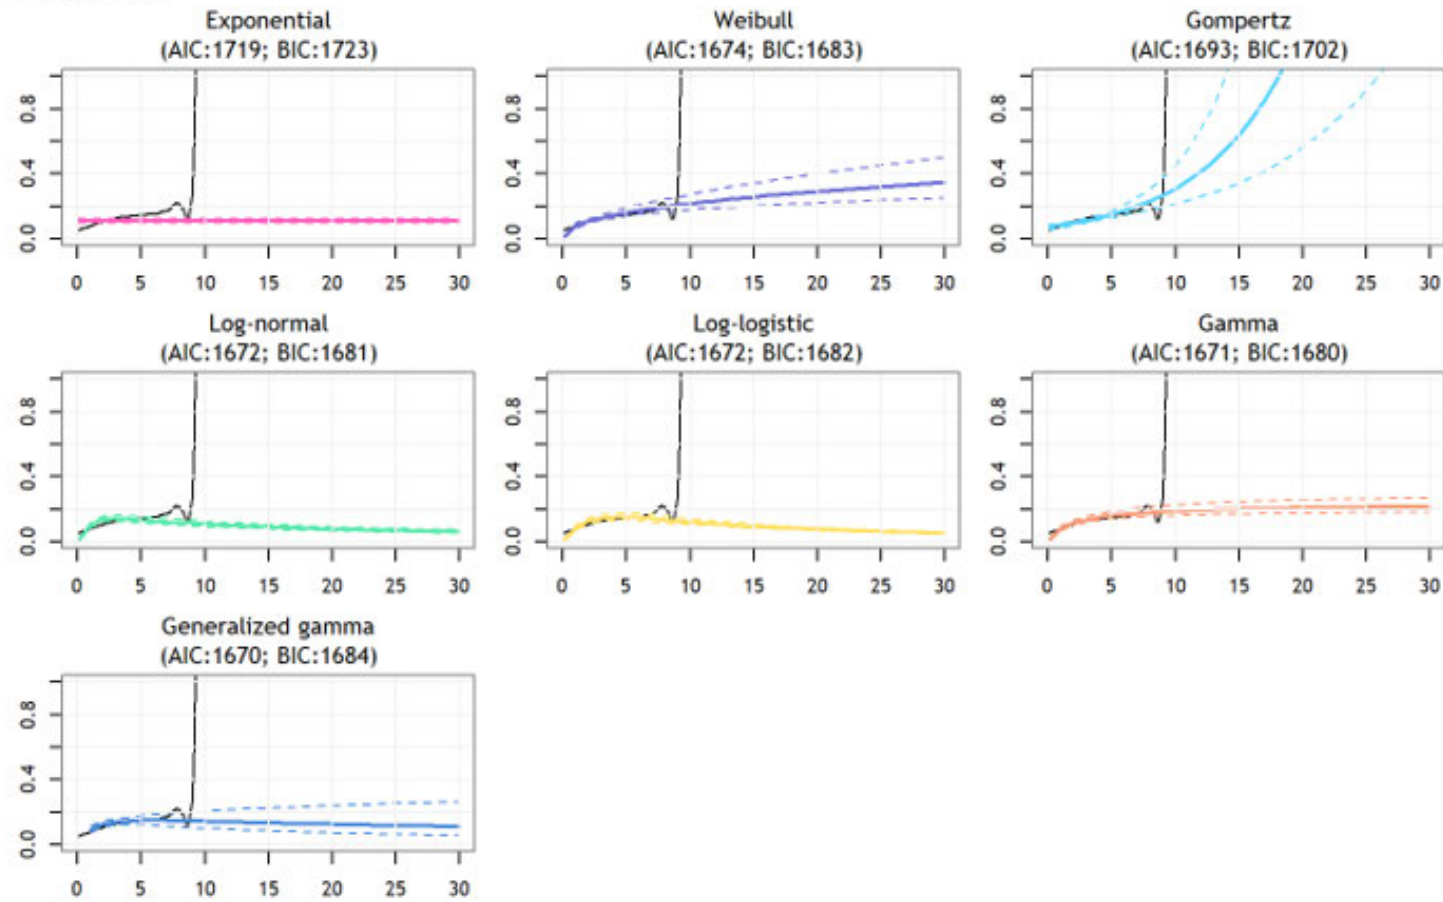 Exponential
(AIC:1719; BIC:1723)
Weibull
(AIC:1674; BIC:1683)
Gompertz
(AIC:1693; BIC:1702)
0.8
0.4
0.0
0 5 10 15 20 25 30
0.8
0.4
0.0
0 5 10 15 20 25 30
0.8
0.4
0.0
0 5 10 15 20 25 30
Log-normal
(AIC:1672; BIC:1681)
Log-logistic
(AIC:1672; BIC:1682)
Gamma
(AIC:1671; BIC:1680)
0.8
0.4
0.0
0 5 10 15 20 25 30
0.8
0.4
0.0
0 5 10 15 20 25 30
0.8
0.4
0.0
0 5 10 15 20 25 30
Generalized gamma
(AIC:1670; BIC:1684)
0.8
0.4
0.0
0 5 10 15 20 25 30